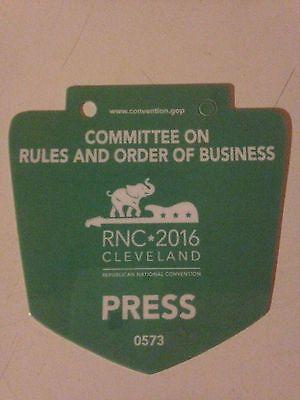 www.convention.gop
COMMITTEE ON
RULES AND ORDER OF BUSINESS
RNC★2016
CLEVELAND
REPUBLICAN NATIONAL CONVENTION
PRESS
0573